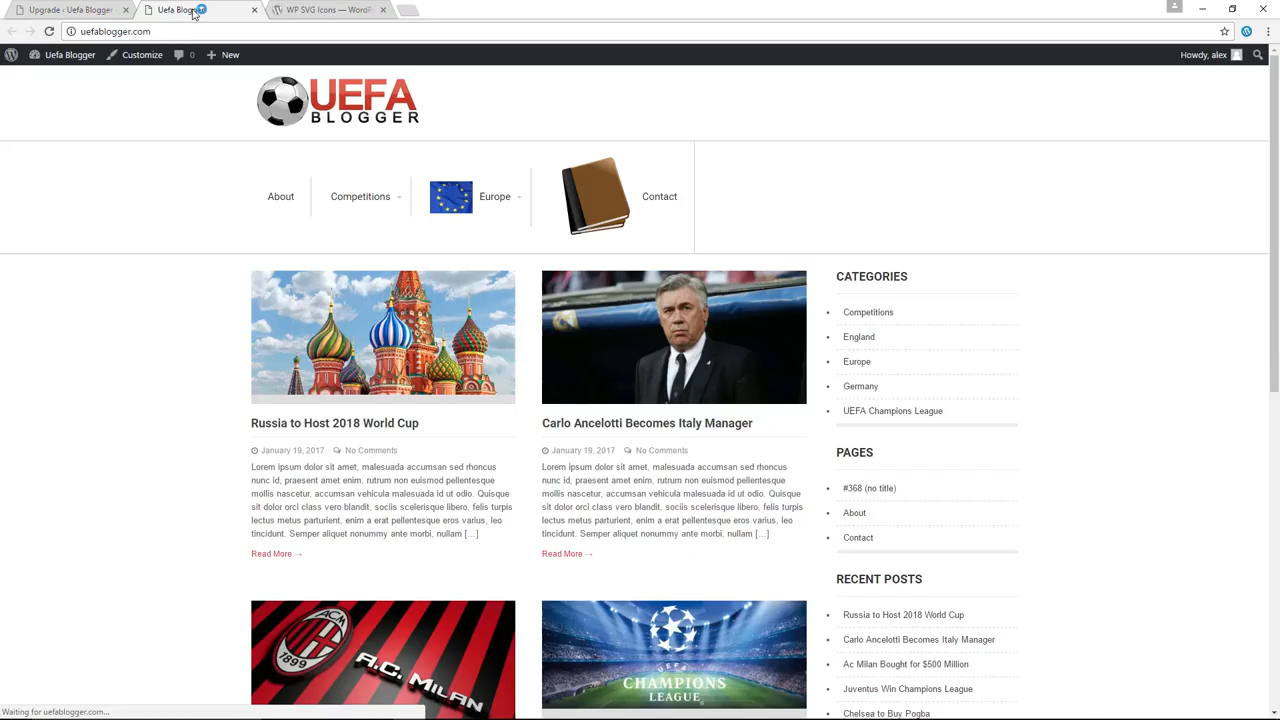 Upgrade ‹ Uefa Blogger
Uefa Blogger
WP SVG Icons — WordP
uefablogger.com
Uefa Blogger
Customize
0
New
Howdy, alex
UEFA
BLOGGER
About
Competitions
Europe
Contact
Russia to Host 2018 World Cup
January 19, 2017
No Comments
Lorem ipsum dolor sit amet, malesuada accumsan sed rhoncus
nunc id, praesent amet enim, rutrum non euismod pellentesque
mollis nascetur, accumsan vehicula malesuada id ut odio. Quisque
sit dolor orci class vero blandit, sociis scelerisque libero, felis turpis
lectus metus parturient, enim a erat pellentesque eros varius, leo
tincidunt. Semper aliquet nonummy ante morbi, nullam […]
Read More →
Carlo Ancelotti Becomes Italy Manager
January 19, 2017
No Comments
Lorem ipsum dolor sit amet, malesuada accumsan sed rhoncus
nunc id, praesent amet enim, rutrum non euismod pellentesque
mollis nascetur, accumsan vehicula malesuada id ut odio. Quisque
sit dolor orci class vero blandit, sociis scelerisque libero, felis turpis
lectus metus parturient, enim a erat pellentesque eros varius, leo
tincidunt. Semper aliquet nonummy ante morbi, nullam […]
Read More →
ACM
1899
A.C. MILAN
UEFA
CHAMPIONS
LEAGUE
CATEGORIES
Competitions
England
Europe
Germany
UEFA Champions League
PAGES
#368 (no title)
About
Contact
RECENT POSTS
Russia to Host 2018 World Cup
Carlo Ancelotti Becomes Italy Manager
Ac Milan Bought for $500 Million
Juventus Win Champions League
Chelsea to Buy Pogba
Waiting for uefablogger.com...